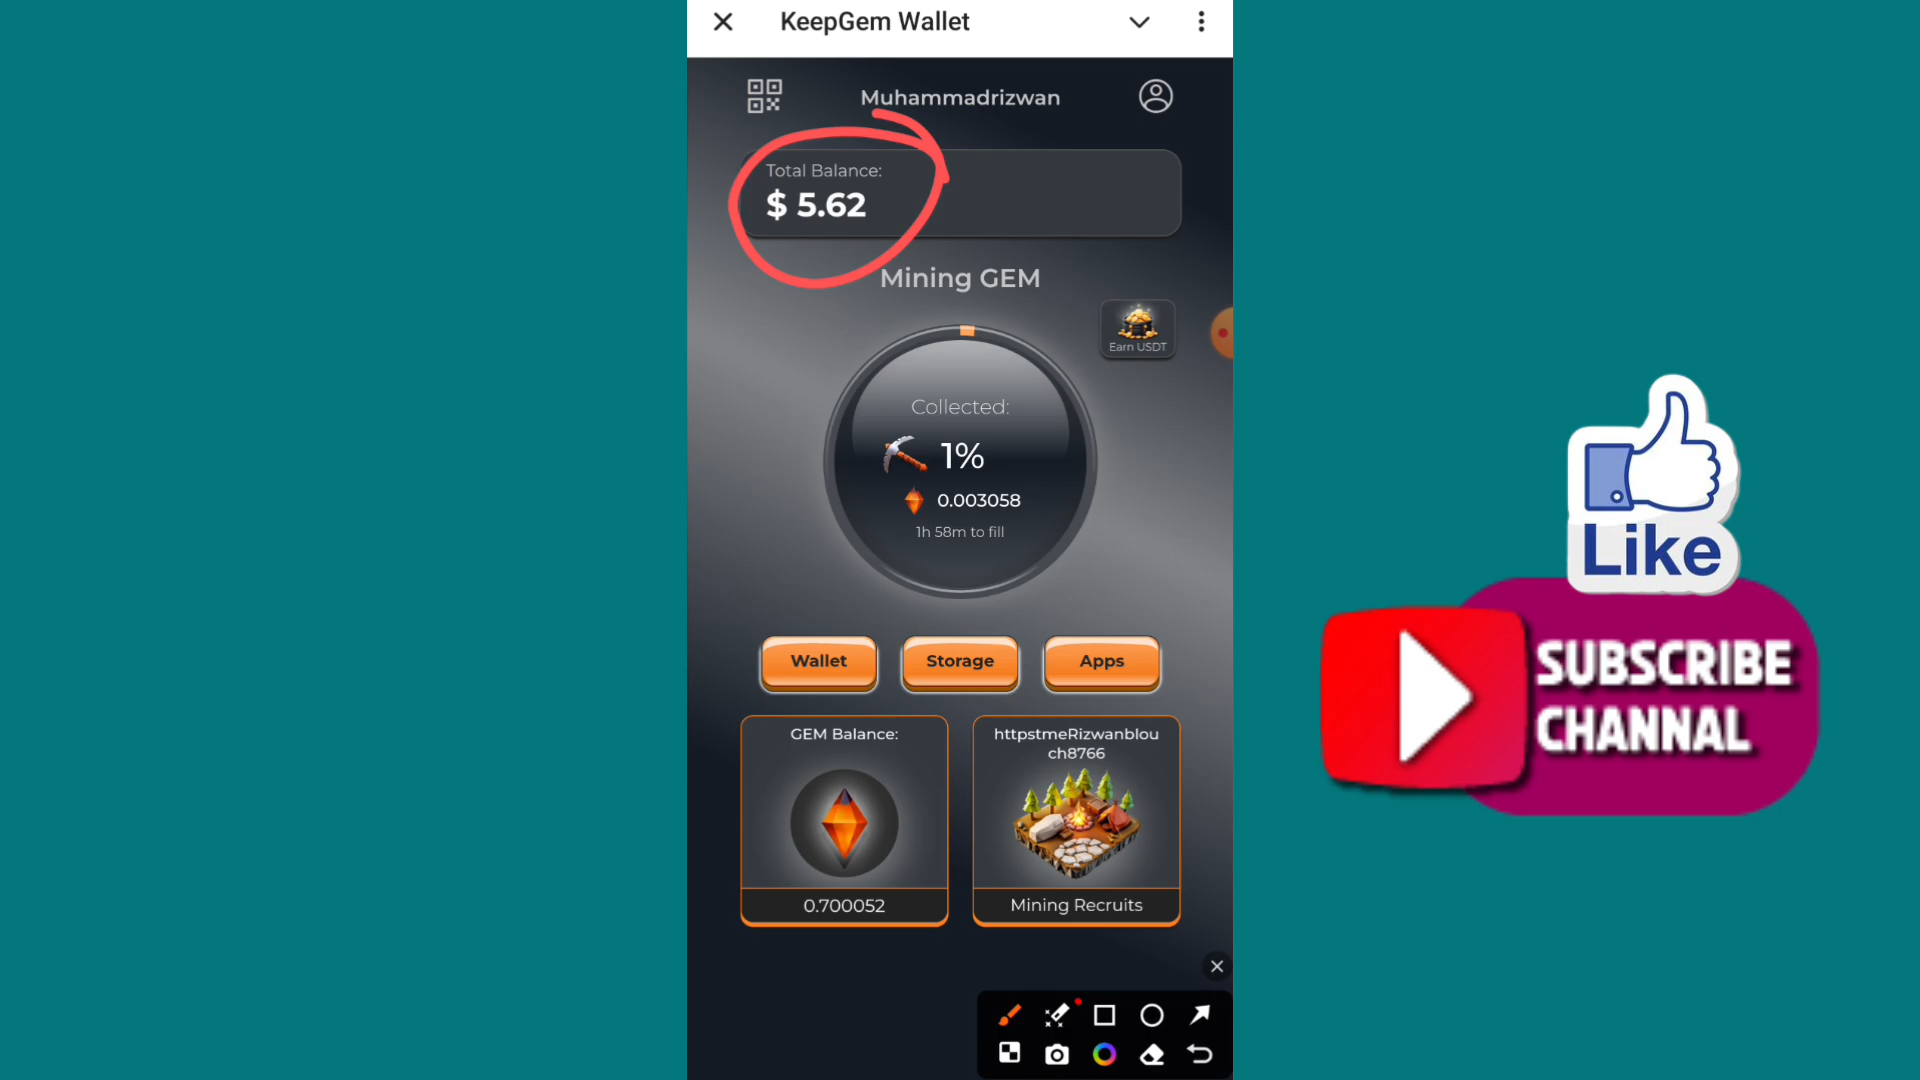 KeepGem Wallet
Muhammadrizwan
Total Balance:
$ 5.62
Mining GEM
Earn USDT
Collected:
1%
0.003058
1h 58m to fill
Wallet
Storage
Apps
GEM Balance:
0.700052
httpstmeRizwanblou
ch8766
Mining Recruits
Like
SUBSCRIBE
CHANNAL